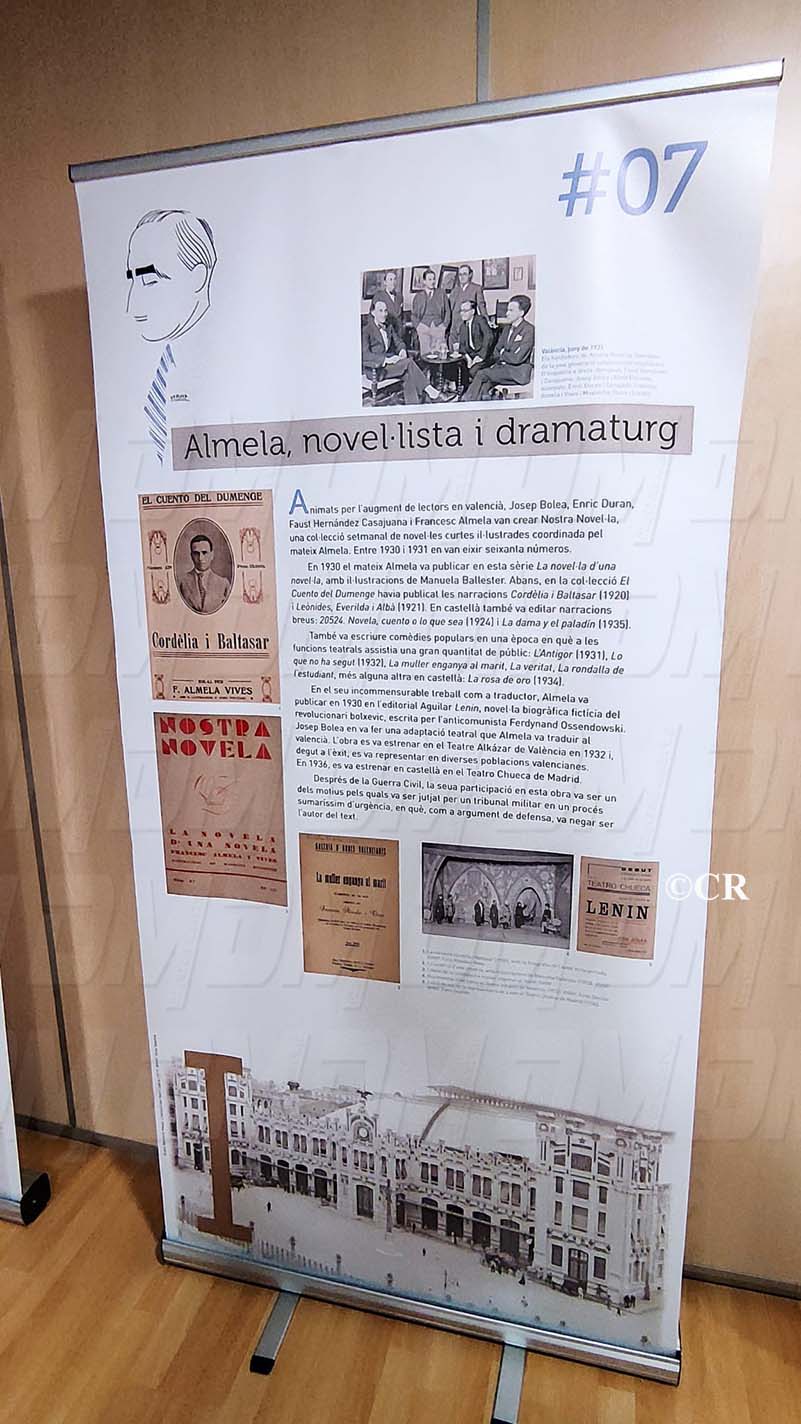 #07
València, juny de 1931
Almela, novel·lista i dramaturg
Animats per l'augment de lectors en valencià, Josep Bolea, Enric Duran,
Faust Hernández Casajuana i Francesc Almela van crear Nostra Novel·la,
una col·lecció setmanal de novel·les curtes il·lustrades coordinada pel
mateix Almela. Entre 1930 i 1931 en van eixir seixanta números.
En 1930 el mateix Almela va publicar en esta sèrie La novel·la d'una
novel·la, amb il·lustracions de Manuela Ballester. Abans, en la col·lecció El
Cuento del Dumenge havia publicat les narracions Cordèlia i Baltasar (1920)
i Leònides, Everilda i Albà (1921). En castellà també va editar narracions
breus: 20524. Novela, cuento o lo que sea (1924) i La dama y el paladín (1935).
També va escriure comèdies populars en una època en què a les
funcions teatrals assistia una gran quantitat de públic: L'Antigor (1931), Lo
que no ha segut (1932), La muller enganya al marit, La veritat, La rondalla de
l'estudiant, més alguna altra en castellà: La rosa de oro (1934).
En el seu incommensurable treball com a traductor, Almela va
publicar en 1930 en l'editorial Aguilar Lenin, novel·la biogràfica fictícia del
revolucionari bolxevic, escrita per l'anticomunista Ferdynand Ossendowski.
Josep Bolea en va fer una adaptació teatral que Almela va traduir al
valencià. L'obra es va estrenar en el Teatre Alkázar de València en 1932 i,
degut a l'èxit, es va representar en diverses poblacions valencianes.
En 1936, es va estrenar en castellà en el Teatro Chueca de Madrid.
Després de la Guerra Civil, la seua participació en esta obra va ser un
dels motius pels quals va ser jutjat per un tribunal militar en un procés
sumaríssim d'urgència, en què, com a argument de defensa, va negar ser
l'autor del text.
EL CUENTO DEL DUMENGE
Cordèlia i Baltasar
F. ALMELA VIVES
NOSTRA
NOVELA
LA NOVELA
D'UNA NOVELA
FRANCESC ALMELA I VIVES
La muller enganya al marit
DEBUT
TEATRO CHUECA
LENIN
©CR
I